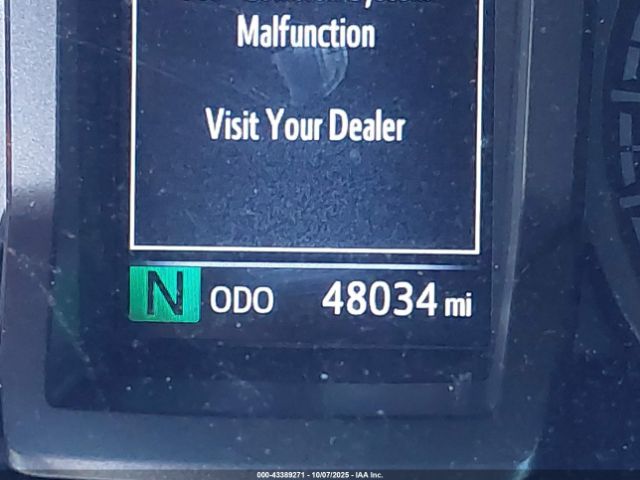 Malfunction
Visit Your Dealer
N ODO 48034 mi
000-43389271 - 10/07/2025 - IAA Inc.